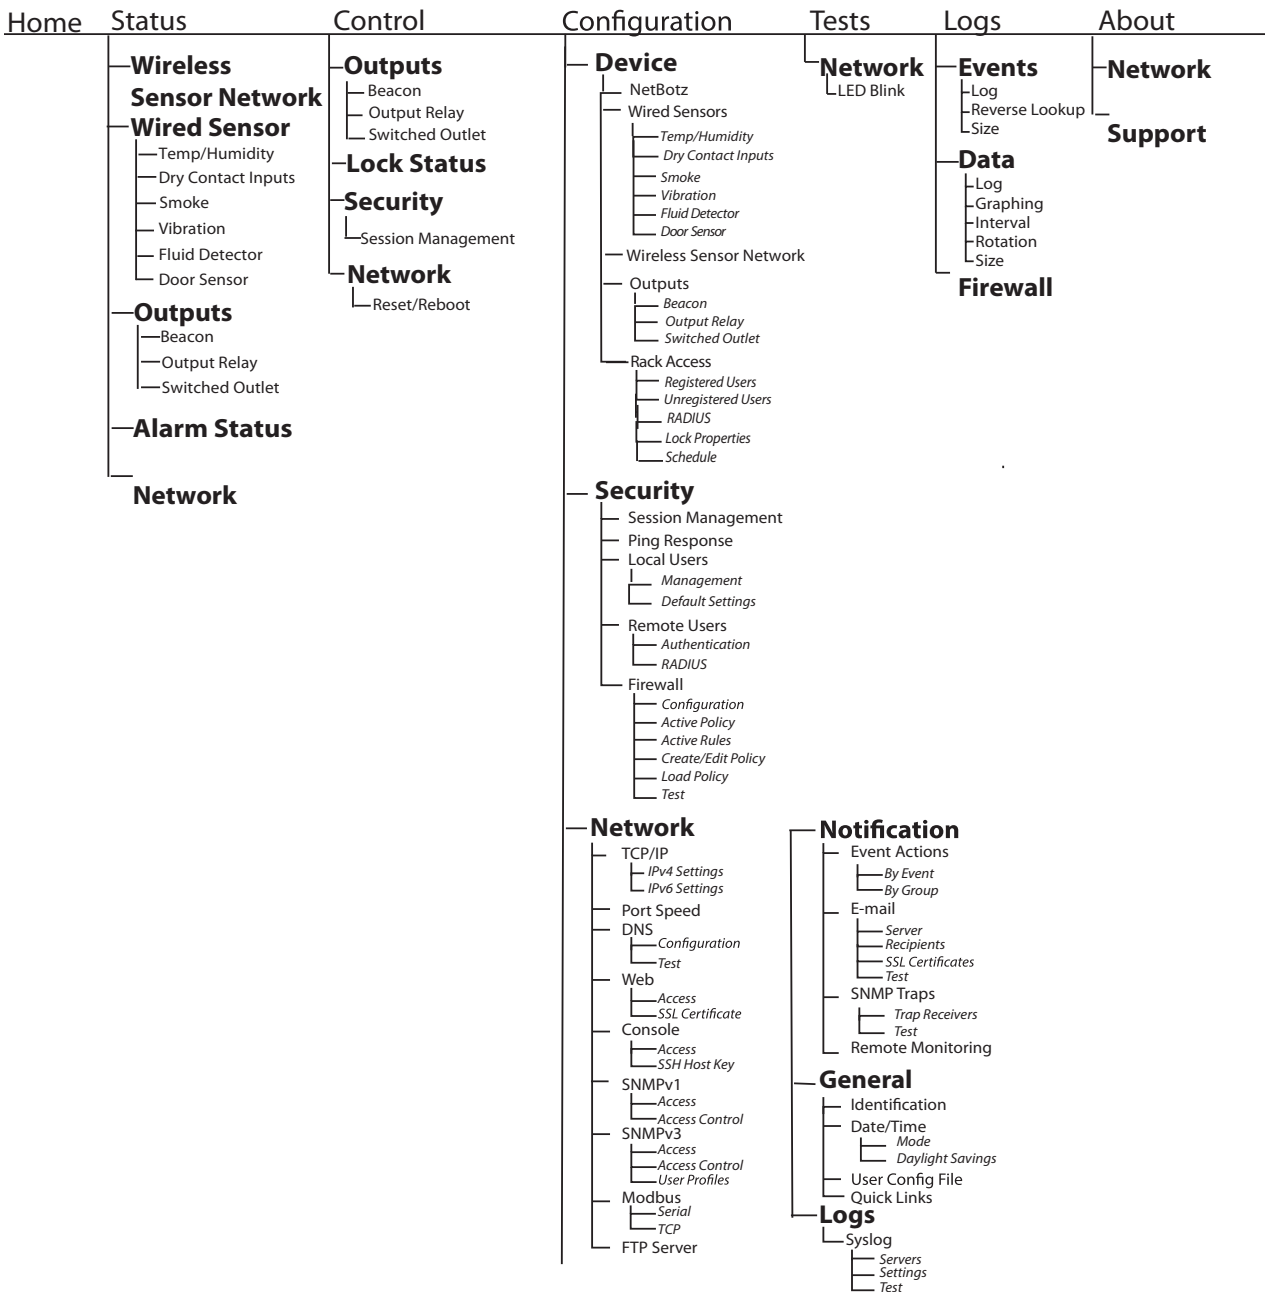 Home
Status
Control
Configuration
Tests
Logs
About
Wireless
Sensor Network
Wired Sensor
Temp/Humidity
Dry Contact Inputs
Smoke
Vibration
Fluid Detector
Door Sensor
Outputs
Beacon
Output Relay
Switched Outlet
Alarm Status
Network
Outputs
Beacon
Output Relay
Switched Outlet
Lock Status
Security
Session Management
Network
Reset/Reboot
Device
NetBotz
Wired Sensors
Temp/Humidity
Dry Contact Inputs
Smoke
Vibration
Fluid Detector
Door Sensor
Wireless Sensor Network
Outputs
Beacon
Output Relay
Switched Outlet
Rack Access
Registered Users
Unregistered Users
RADIUS
Lock Properties
Schedule
Security
Session Management
Ping Response
Local Users
Management
Default Settings
Remote Users
Authentication
RADIUS
Firewall
Configuration
Active Policy
Active Rules
Create/Edit Policy
Load Policy
Test
Network
TCP/IP
IPv4 Settings
IPv6 Settings
Port Speed
DNS
Configuration
Test
Web
Access
SSL Certificate
Console
Access
SSH Host Key
SNMPv1
Access
Access Control
SNMPv3
Access
Access Control
User Profiles
Modbus
Serial
TCP
FTP Server
Notification
Event Actions
By Event
By Group
E-mail
Server
Recipients
SSL Certificates
Test
SNMP Traps
Trap Receivers
Test
Remote Monitoring
General
Identification
Date/Time
Mode
Daylight Savings
User Config File
Quick Links
Logs
Syslog
Servers
Settings
Test
Network
LED Blink
Events
Log
Reverse Lookup
Size
Data
Log
Graphing
Interval
Rotation
Size
Firewall
Network
Support